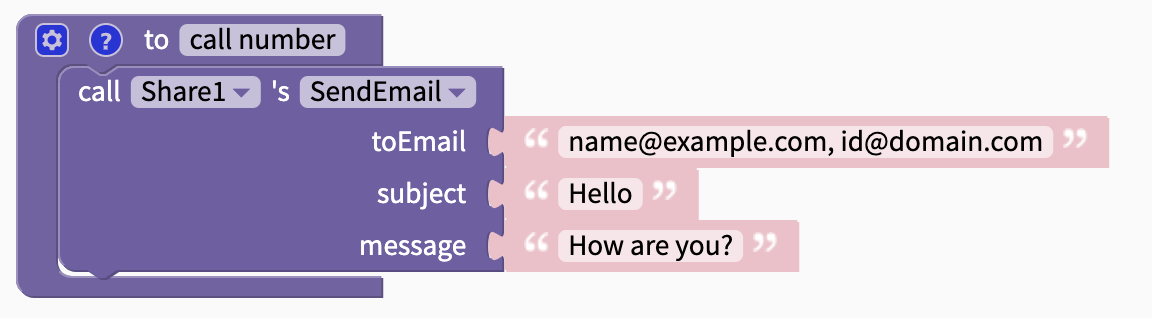 ? to call number
call Share1 's SendEmail
toEmail “ name@example.com, id@domain.com ”
subject “ Hello ”
message “ How are you? ”